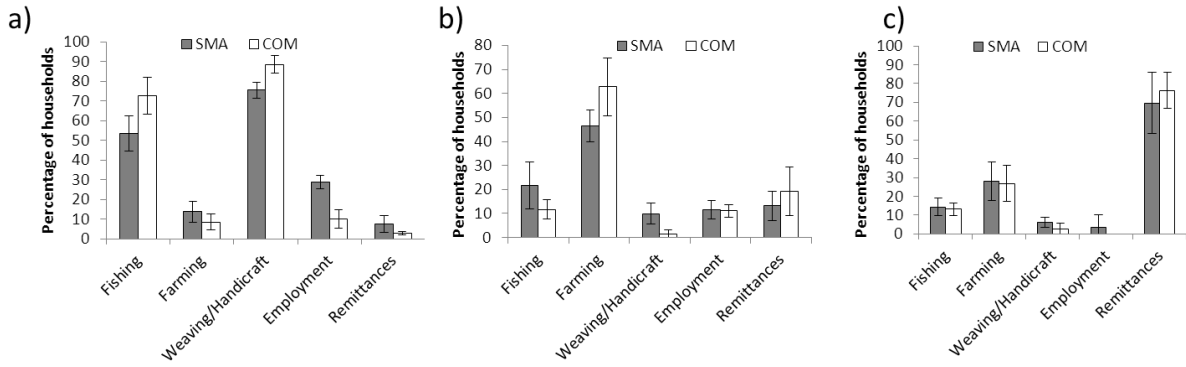 a)
Percentage of households
100
90
80
70
60
50
40
30
20
10
0
SMA COM
Fishing
Farming
Weaving/Handicraft
Employment
Remittances
b)
Percentage of households
80
70
60
50
40
30
20
10
0
SMA COM
Fishing
Farming
Weaving/Handicraft
Employment
Remittances
c)
Percentage of households
100
90
80
70
60
50
40
30
20
10
0
SMA COM
Fishing
Farming
Weaving/Handicraft
Employment
Remittances